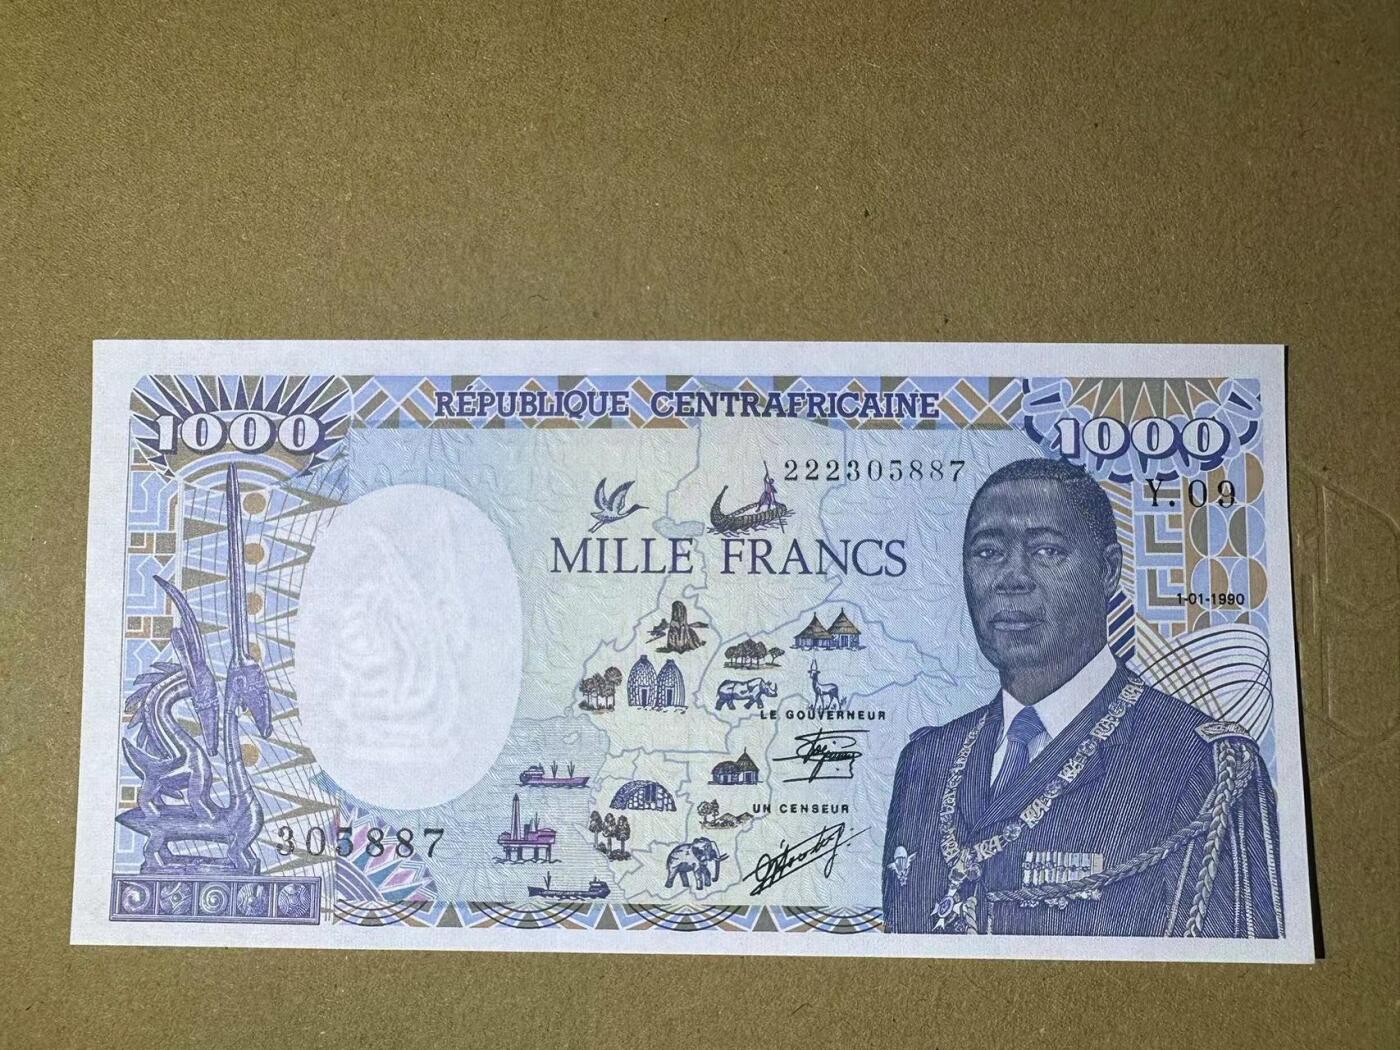 RÉPUBLIQUE CENTRAFRICAINE
1000
1000
222305887
Y.09
MILLE FRANCS
1-01-1990
LE GOUVERNEUR
UN CENSEUR
305887